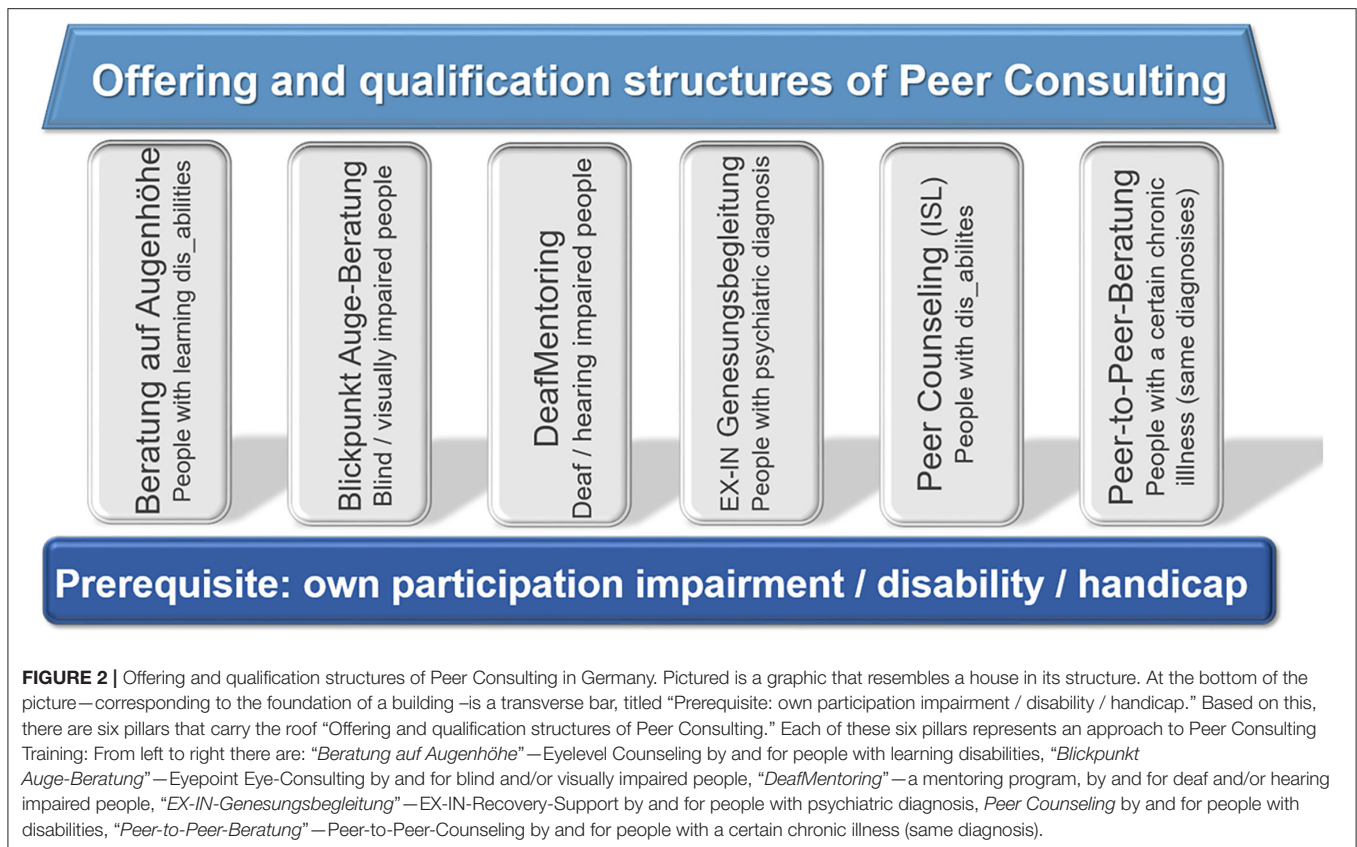 Offering and qualification structures of Peer Consulting
Beratung auf Augenhöhe
People with learning dis_abilities
Blickpunkt Auge-Beratung
Blind / visually impaired people
DeafMentoring
Deaf / hearing impaired people
EX-IN Genesungsbegleitung
People with psychiatric diagnosis
Peer Counseling (ISL)
People with dis_abilites
Peer-to-Peer-Beratung
People with a certain chronic
illlness (same diagnosises)
Prerequisite: own participation impairment / disability / handicap
FIGURE 2 | Offering and qualification structures of Peer Consulting in Germany. Pictured is a graphic that resembles a house in its structure. At the bottom of the
picture—corresponding to the foundation of a building –is a transverse bar, titled “Prerequisite: own participation impairment / disability / handicap.” Based on this,
there are six pillars that carry the roof “Offering and qualification structures of Peer Consulting.” Each of these six pillars represents an approach to Peer Consulting
Training: From left to right there are: “Beratung auf Augenhöhe”—Eyelevel Counseling by and for people with learning disabilities, “Blickpunkt
Auge-Beratung”—Eyepoint Eye-Consulting by and for blind and/or visually impaired people, “DeafMentoring”—a mentoring program, by and for deaf and/or hearing
impaired people, “EX-IN-Genesungsbegleitung”—EX-IN-Recovery-Support by and for people with psychiatric diagnosis, Peer Counseling by and for people with
disabilities, “Peer-to-Peer-Beratung”—Peer-to-Peer-Counseling by and for people with a certain chronic illness (same diagnosis).